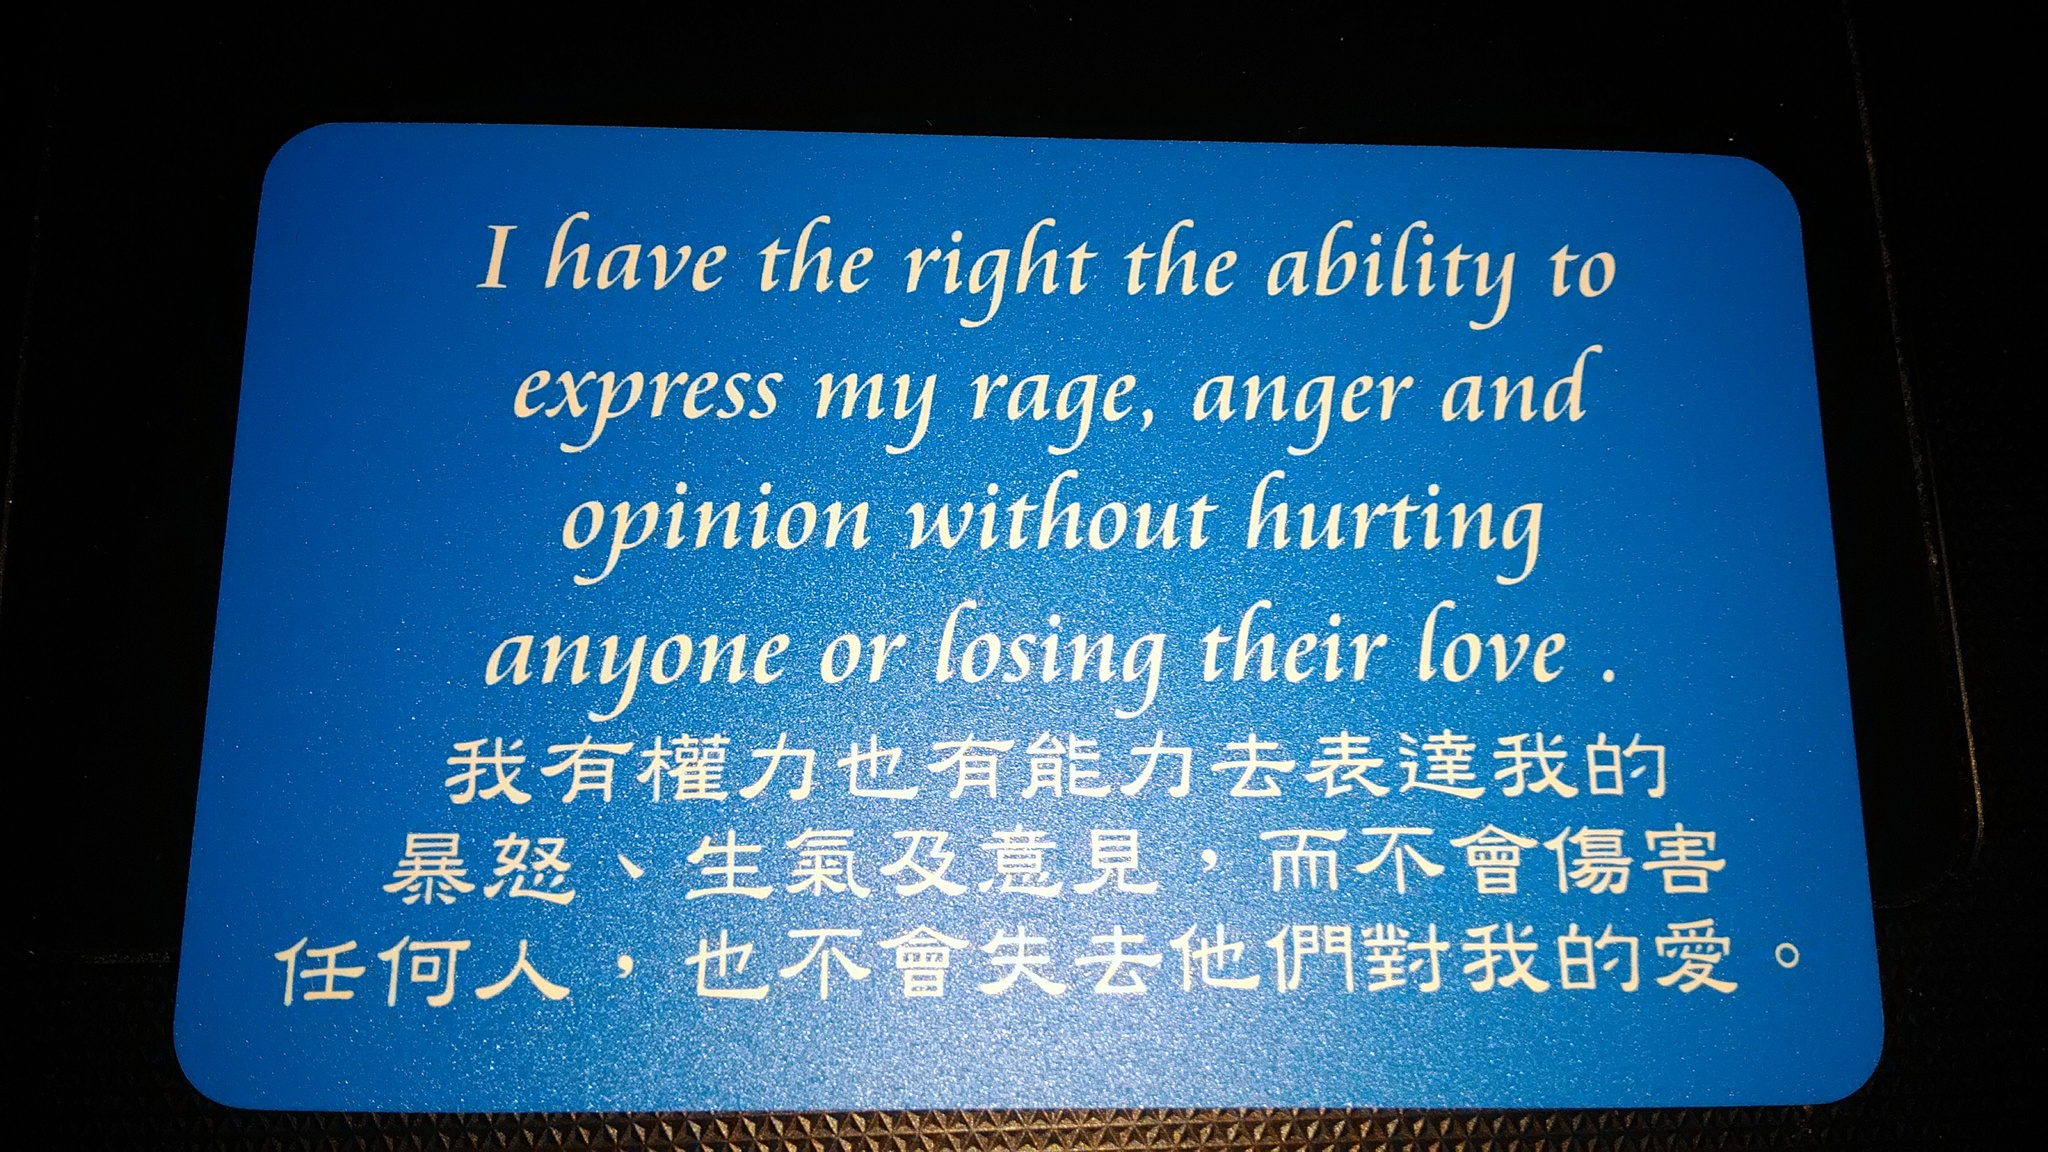 I have the right the ability to
express my rage, anger and
opinion without hurting
anyone or losing their love .
我有權力也有能力去表達我的
暴怒、生氣及意見，而不會傷害
任何人，也不會失去他們對我的愛。